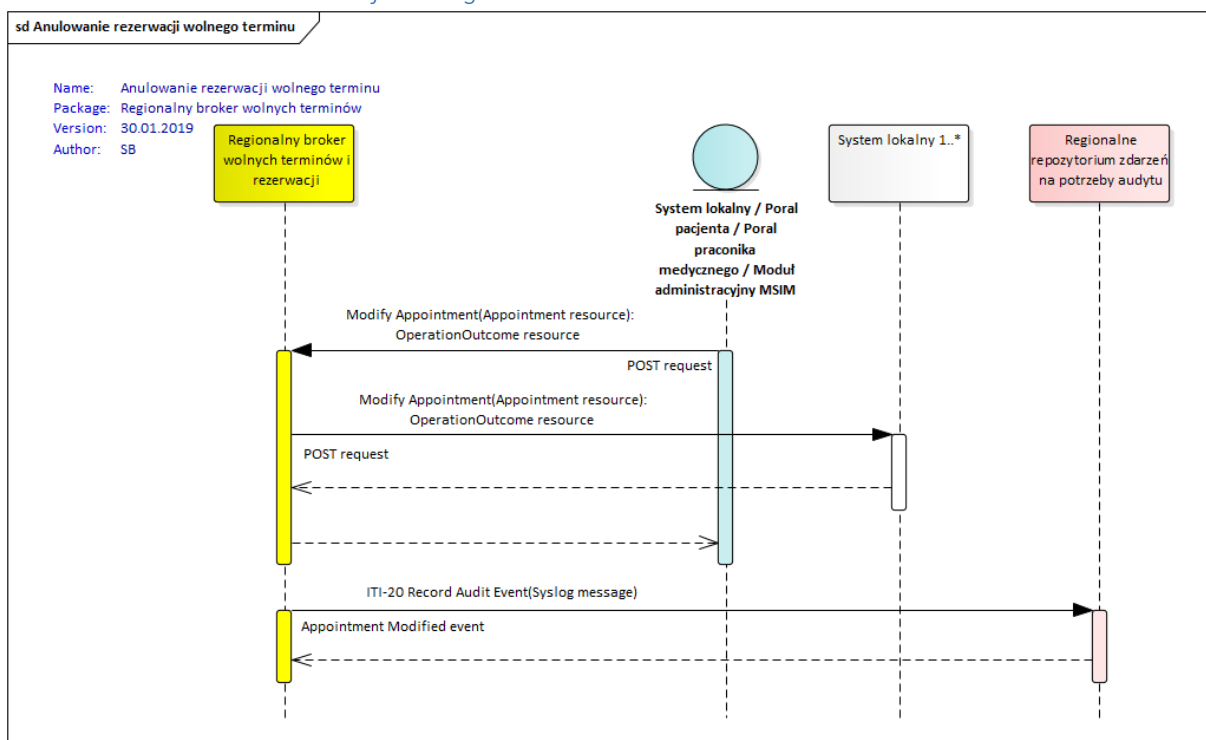 sd Anulowanie rezerwacji wolnego terminu
Name: Anulowanie rezerwacji wolnego terminu
Package: Regionalny broker wolnych terminów
Version: 30.01.2019
Author: SB
Regionalny broker
wolnych terminów i
rezerwacji
System lokalny / Poral
pacjenta / Poral
praconika
medycznego / Moduł
administracyjny MSIM
System lokalny 1..*
Regionalne
repozytorium zdarzeń
na potrzeby audytu
Modify Appointment(Appointment resource):
OperationOutcome resource
POST request
Modify Appointment(Appointment resource):
OperationOutcome resource
POST request
ITI-20 Record Audit Event(Syslog message)
Appointment Modified event